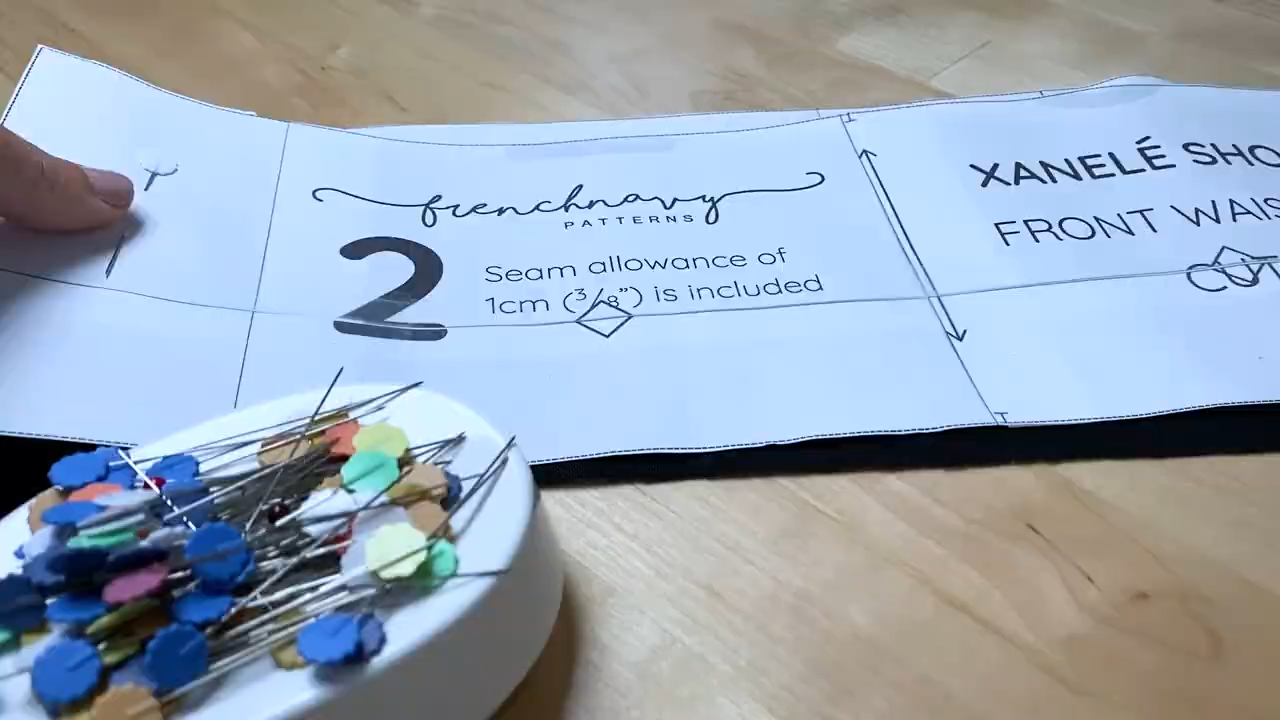 frenchnavy
PATTERNS
2
Seam allowance of
1cm (3/8") is included
XANELÉ SHO
FRONT WAIS